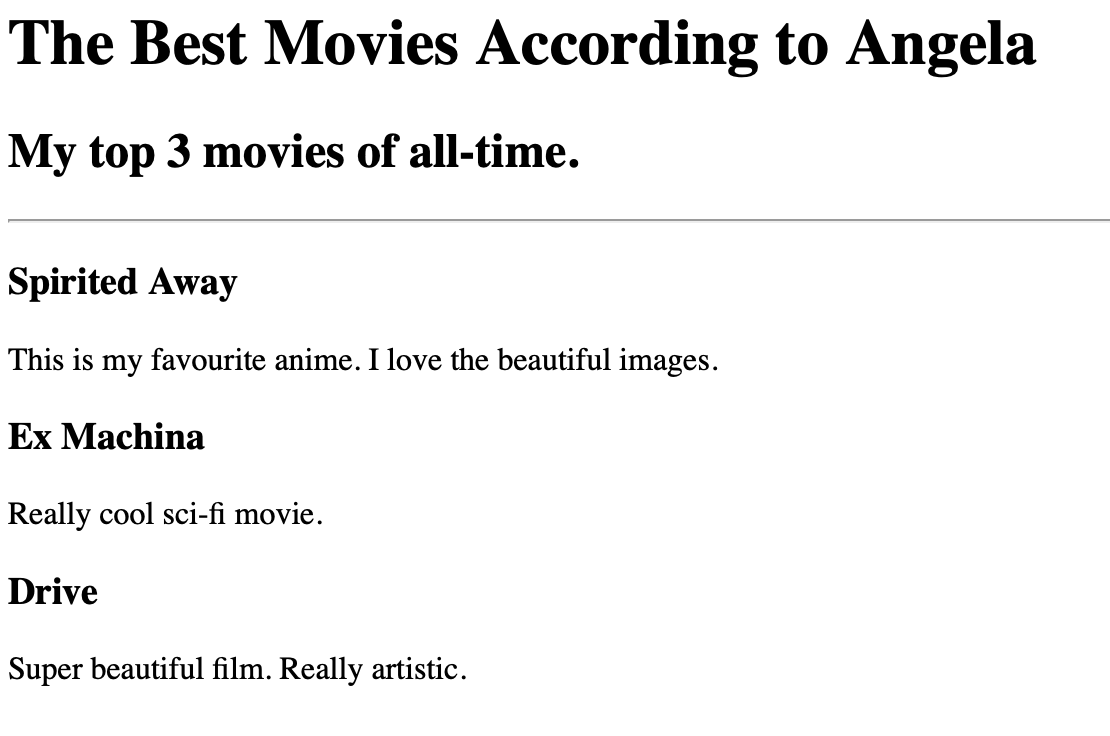 The Best Movies According to Angela
My top 3 movies of all-time.
Spirited Away
This is my favourite anime. I love the beautiful images.
Ex Machina
Really cool sci-fi movie.
Drive
Super beautiful film. Really artistic.